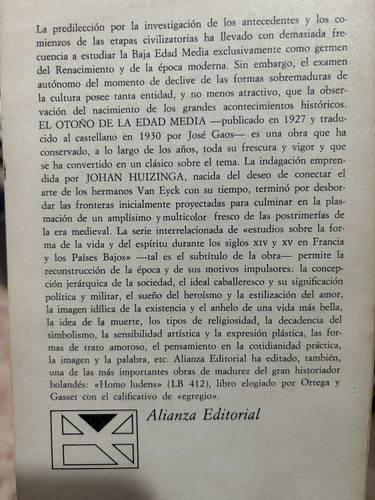 La predilección por la investigación de los antecedentes y los co-
mienzos de las etapas civilizatorias ha llevado con demasiada fre-
cuencia a estudiar la Baja Edad Media exclusivamente como germen
del Renacimiento y de la época moderna. Sin embargo, el examen
autónomo del momento de declive de las formas sobremaduras de
la cultura posee tanta entidad, y no menos atractivo, que la obser-
vación del nacimiento de los grandes acontecimientos históricos.
EL OTOÑO DE LA EDAD MEDIA —publicado en 1927 y traduc-
cido al castellano en 1930 por José Gaos— es una obra que ha
conservado, a lo largo de los años, toda su frescura y vigor y que
se ha convertido en un clásico sobre el tema. La indagación empren-
dida por JOHAN HUIZINGA, nacida del deseo de conectar el
arte de los hermanos Van Eyck con su tiempo, terminó por desbor-
dar las fronteras inicialmente proyectadas para culminar en la plas-
mación de un amplísimo y multicolor fresco de las postrimerías de
la era medieval. La serie interrelacionada de «estudios sobre la
forma de la vida y del espíritu durante los siglos XIV y XV en Francia
y los Países Bajos» —tal es el subtítulo de la obra— permite la
reconstrucción de la época y de sus motivos impulsores: la concep-
ción jerárquica de la sociedad, el ideal caballeresco y su significación
política y militar, el sueño del heroísmo y la estilización del amor,
la imagen idílica de la existencia y el anhelo de una vida más bella,
la idea de la muerte, los tipos de religiosidad, la decadencia del
simbolismo, la sensibilidad artística y la expresión plástica, las for-
mas de trato amoroso, el pensamiento en la cotidianidad práctica,
la imagen y la palabra, etc. Alianza Editorial ha editado, también,
una de las más importantes obras de madurez del gran historiador
holandés: «Homo ludens» (LB 412), libro elogiado por Ortega y
Gasset con el calificativo de «egregio».
Alianza Editorial